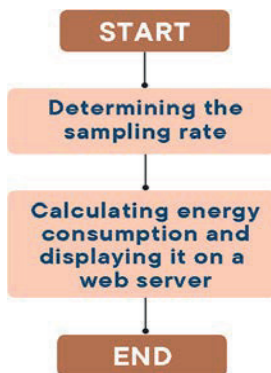 START
Determining the
sampling rate
Calculating energy
consumption and
displaying it on a
web server
END